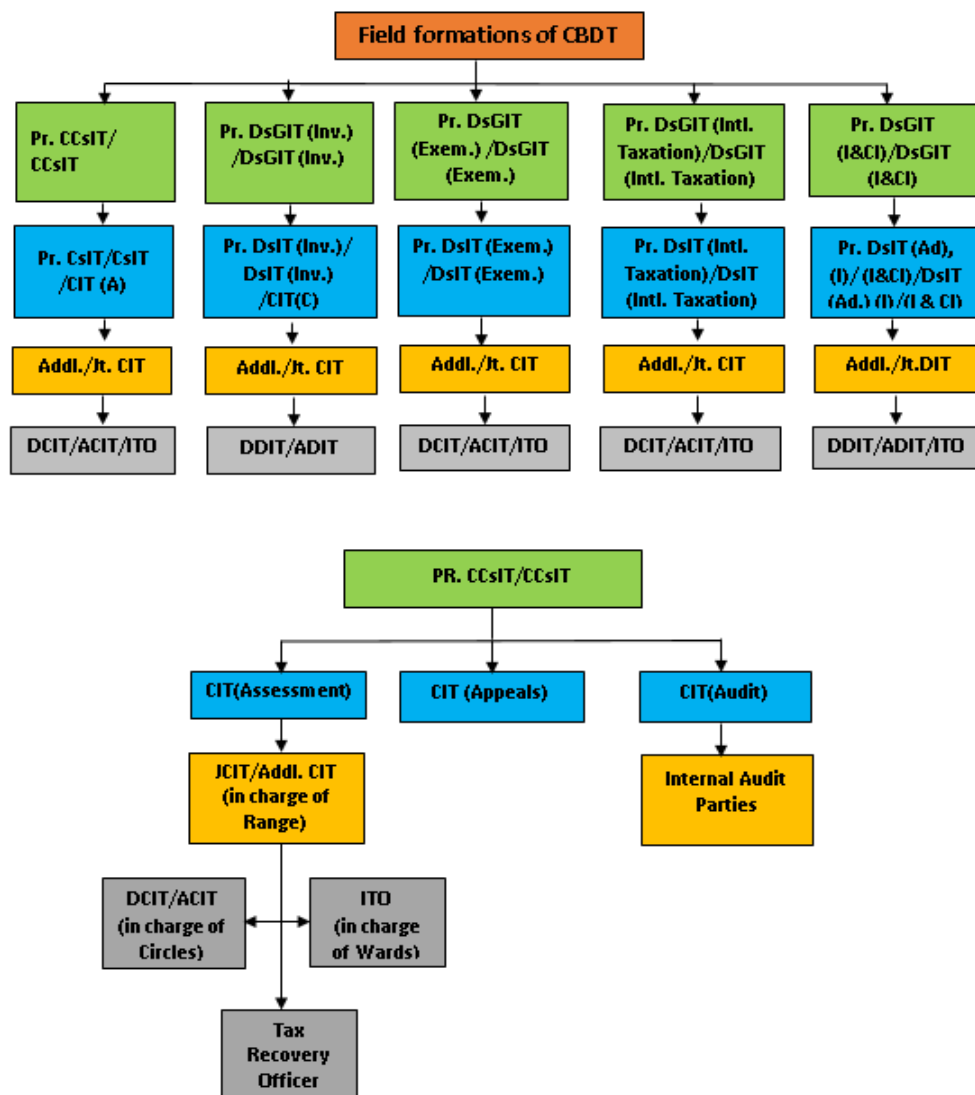 Field formations of CBDT
Pr. CCsIT/
CCsIT
Pr. DsGIT (Inv.)
/DsGIT (Inv.)
Pr. DsGIT
(Exem.) /DsGIT
(Exem.)
Pr. DsGIT (Intl.
Taxation)/DsGIT
(Intl. Taxation)
Pr. DsGIT
(I&CI)/DsGIT
(I&CI)
Pr. CsIT/CsIT
/CIT (A)
Pr. DsIT (Inv.)/
DsIT (Inv.)
/CIT(C)
Pr. DsIT (Exem.)
/DsIT (Exem.)
Pr. DsIT (Intl.
Taxation)/DsIT
(Intl. Taxation)
Pr. DsIT (Ad),
(I)/ (I&CI)/DsIT
(Ad.) (I)/(I & CI)
Addl./Jt. CIT
Addl./Jt. CIT
Addl./Jt. CIT
Addl./Jt. CIT
Addl./Jt.DIT
DCIT/ACIT/ITO
DDIT/ADIT
DCIT/ACIT/ITO
DCIT/ACIT/ITO
DDIT/ADIT/ITO
PR. CCsIT/CCsIT
CIT(Assessment)
CIT (Appeals)
CIT(Audit)
JCIT/Addl. CIT
(in charge of
Range)
Internal Audit
Parties
DCIT/ACIT
(in charge of
Circles)
ITO
(in charge
of Wards)
Tax
Recovery
Officer